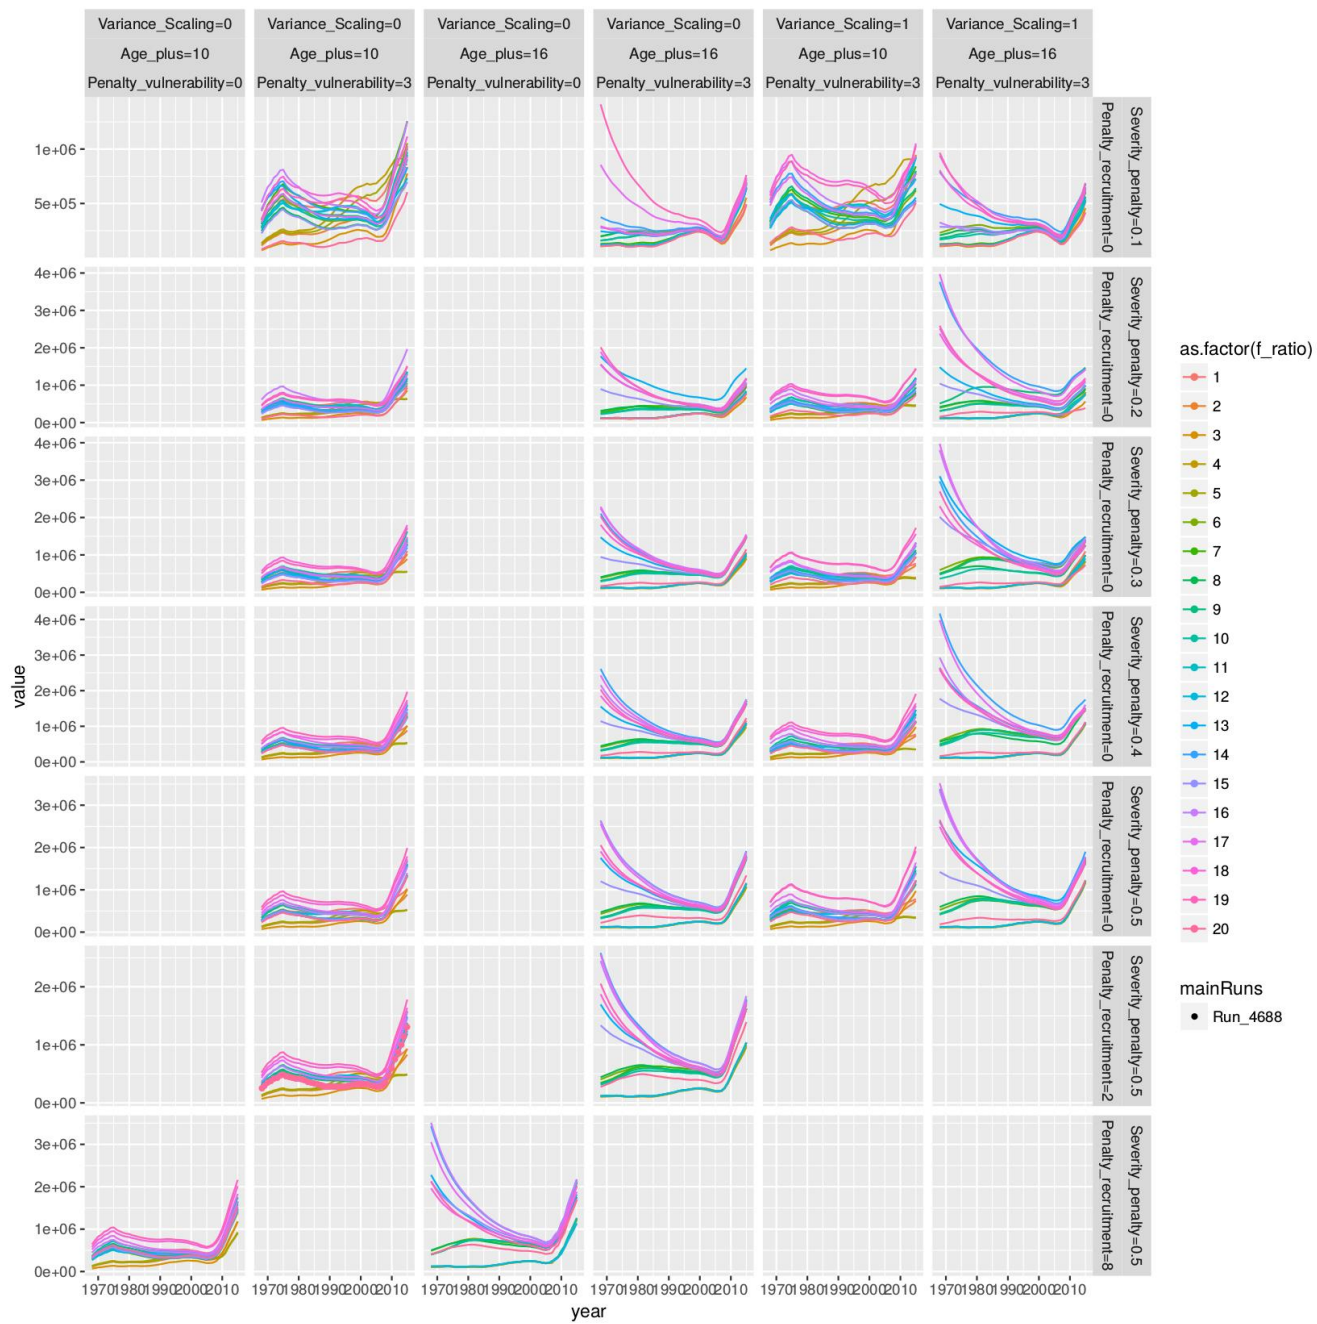 Variance_Scaling=0 Variance_Scaling=0 Variance_Scaling=0 Variance_Scaling=0 Variance_Scaling=1 Variance_Scaling=1
Age_plus=10 Age_plus=10 Age_plus=16 Age_plus=16 Age_plus=10 Age_plus=16
Penalty_vulnerability=0 Penalty_vulnerability=3 Penalty_vulnerability=0 Penalty_vulnerability=3 Penalty_vulnerability=3 Penalty_vulnerability=3
1e+06
5e+05
Severity_penalty=0.1
Penalty_recruitment=0
4e+06
3e+06
2e+06
1e+06
0e+00
Severity_penalty=0.2
Penalty_recruitment=0
4e+06
3e+06
2e+06
1e+06
0e+00
Severity_penalty=0.3
Penalty_recruitment=0
4e+06
3e+06
2e+06
1e+06
0e+00
Severity_penalty=0.4
Penalty_recruitment=0
3e+06
2e+06
1e+06
0e+00
Severity_penalty=0.5
Penalty_recruitment=0
2e+06
1e+06
0e+00
Severity_penalty=0.5
Penalty_recruitment=2
3e+06
2e+06
1e+06
0e+00
Severity_penalty=0.5
Penalty_recruitment=8
value
1970 1980 1990 2000 2010 1970 1980 1990 2000 2010 1970 1980 1990 2000 2010 1970 1980 1990 2000 2010 1970 1980 1990 2000 2010 1970 1980 1990 2000 2010
year
as.factor(f_ratio)
1
2
3
4
5
6
7
8
9
10
11
12
13
14
15
16
17
18
19
20
mainRuns
Run_4688